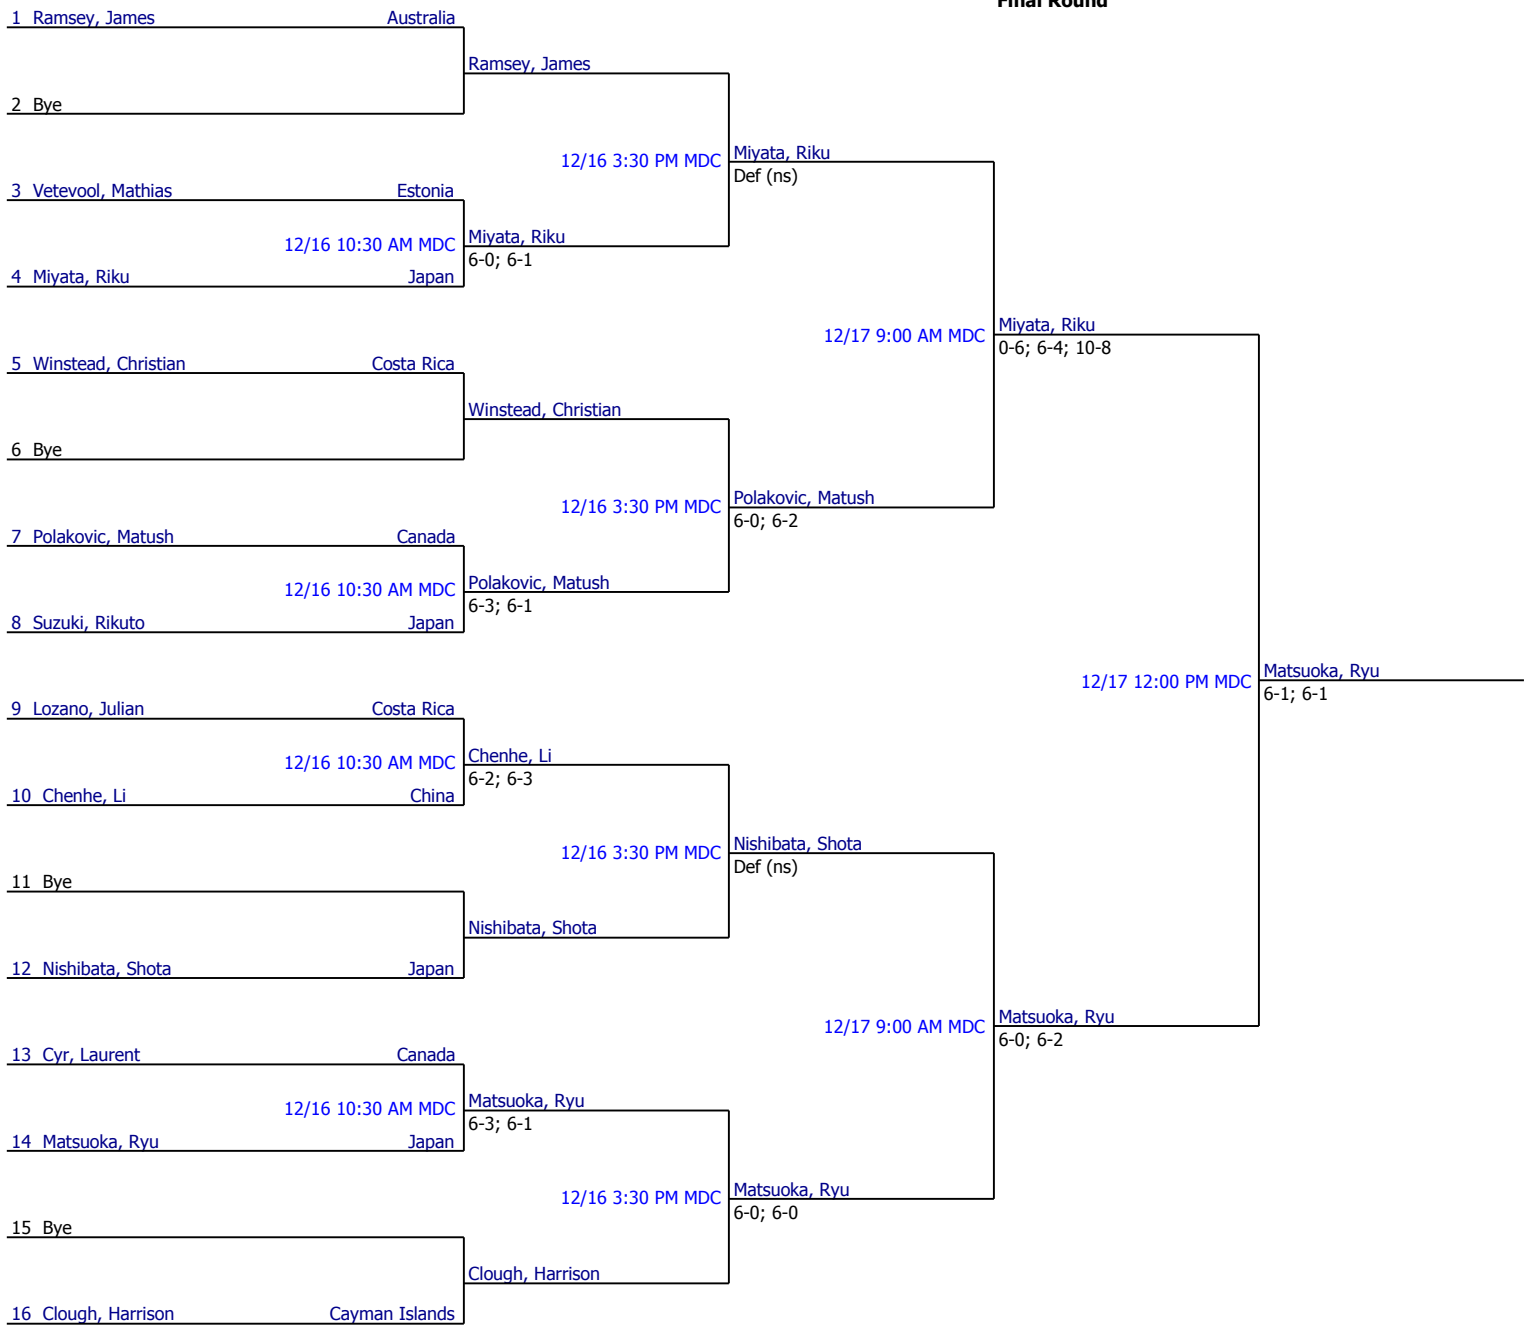 Final Round
1 Ramsey, James Australia
Ramsey, James
2 Bye
12/16 3:30 PM MDC Miyata, Riku
Def (ns)
3 Vetevool, Mathias Estonia
12/16 10:30 AM MDC Miyata, Riku
6-0; 6-1
4 Miyata, Riku Japan
12/17 9:00 AM MDC Miyata, Riku
0-6; 6-4; 10-8
5 Winstead, Christian Costa Rica
Winstead, Christian
6 Bye
12/16 3:30 PM MDC Polakovic, Matush
6-0; 6-2
7 Polakovic, Matush Canada
12/16 10:30 AM MDC Polakovic, Matush
6-3; 6-1
8 Suzuki, Rikuto Japan
12/17 12:00 PM MDC Matsuoka, Ryu
6-1; 6-1
9 Lozano, Julian Costa Rica
12/16 10:30 AM MDC Chenhe, Li
6-2; 6-3
10 Chenhe, Li China
12/16 3:30 PM MDC Nishibata, Shota
Def (ns)
11 Bye
Nishibata, Shota
12 Nishibata, Shota Japan
12/17 9:00 AM MDC Matsuoka, Ryu
6-0; 6-2
13 Cyr, Laurent Canada
12/16 10:30 AM MDC Matsuoka, Ryu
6-3; 6-1
14 Matsuoka, Ryu Japan
12/16 3:30 PM MDC Matsuoka, Ryu
6-0; 6-0
15 Bye
Clough, Harrison
16 Clough, Harrison Cayman Islands